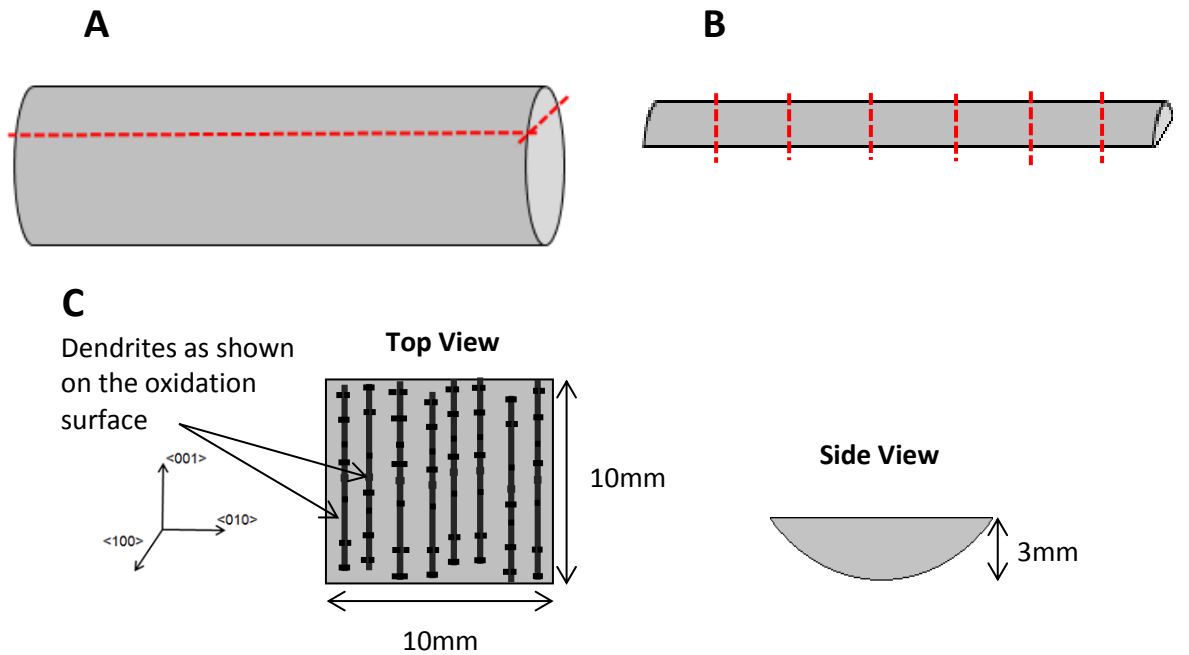 A
B
C
Dendrites as shown
on the oxidation
surface
Top View
<001>
<010>
<100>
10mm
10mm
Side View
3mm